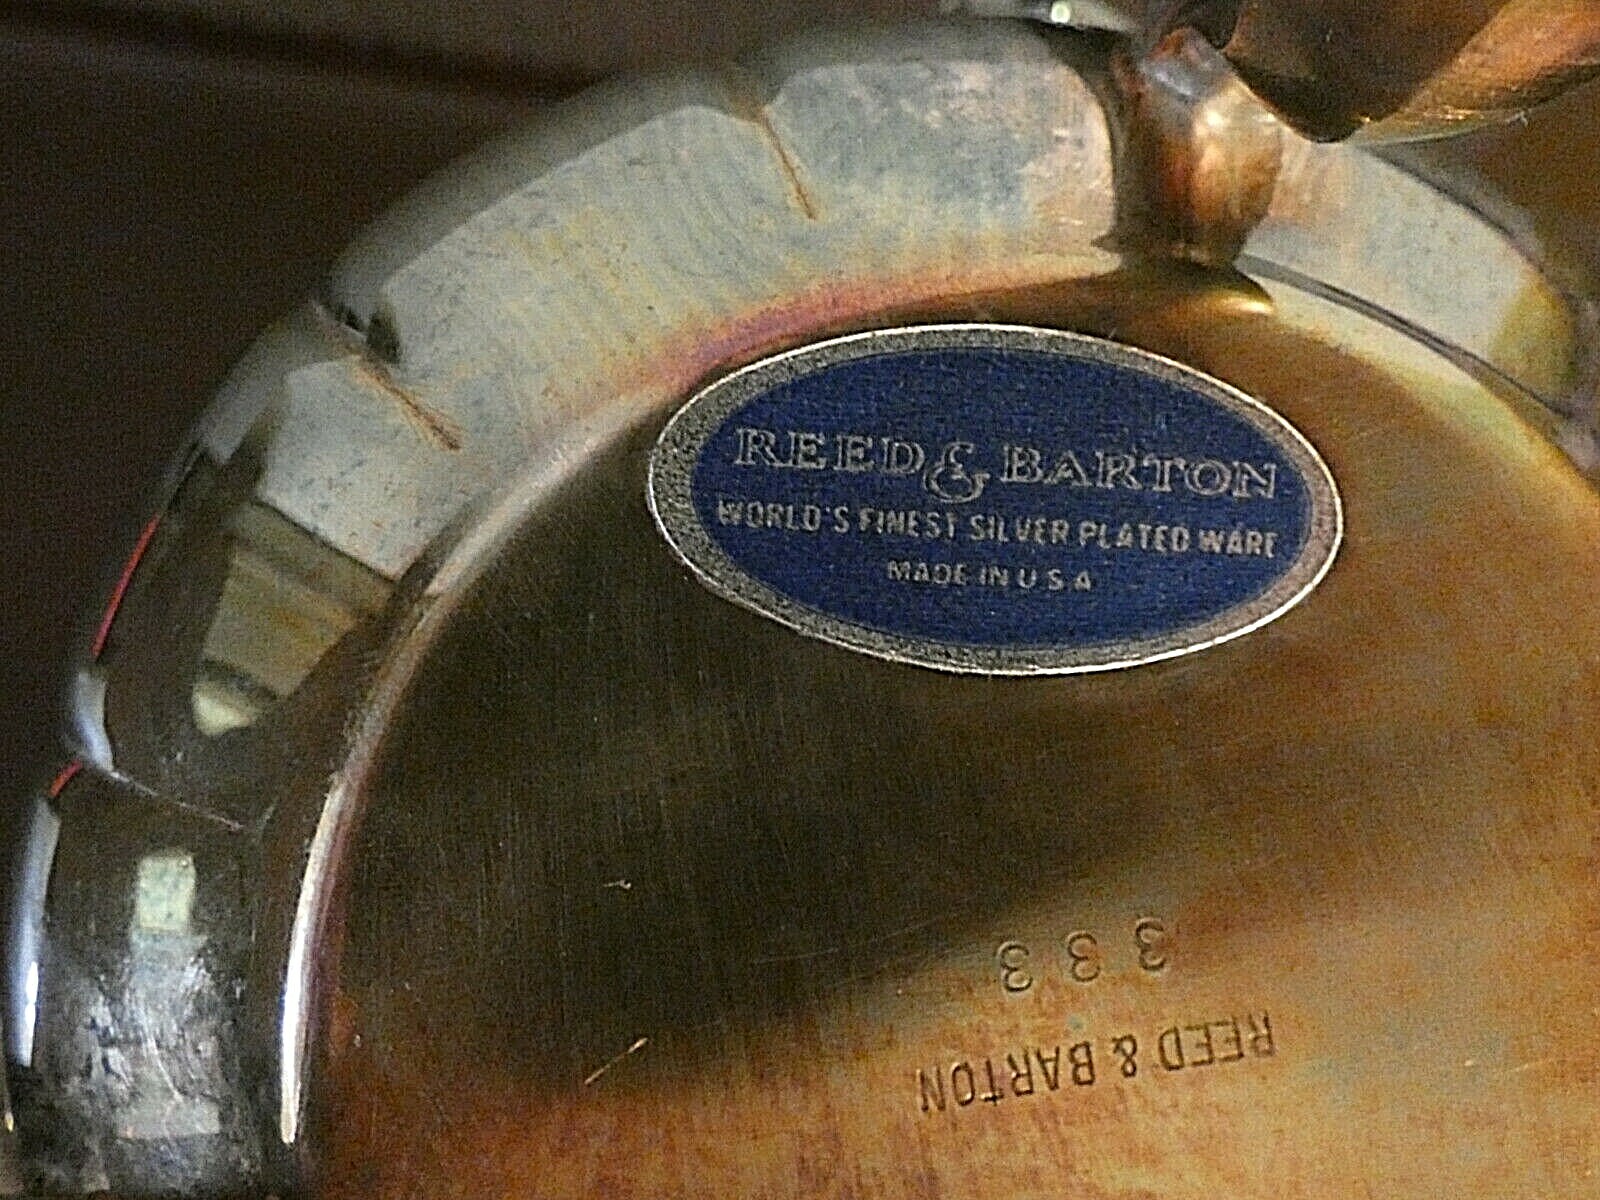 REED & BARTON
WORLD'S FINEST SILVER PLATED WARE
MADE IN U S A
333
REED & BARTON